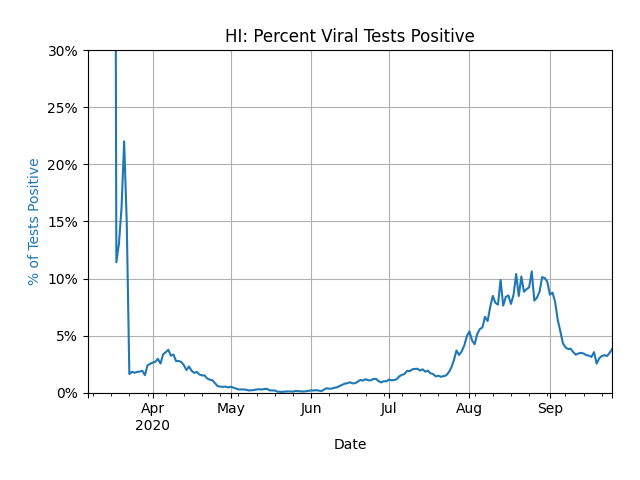 HI: Percent Viral Tests Positive
% of Tests Positive
30%
25%
20%
15%
10%
5%
0%
Apr May Jun Jul Aug Sep
2020
Date